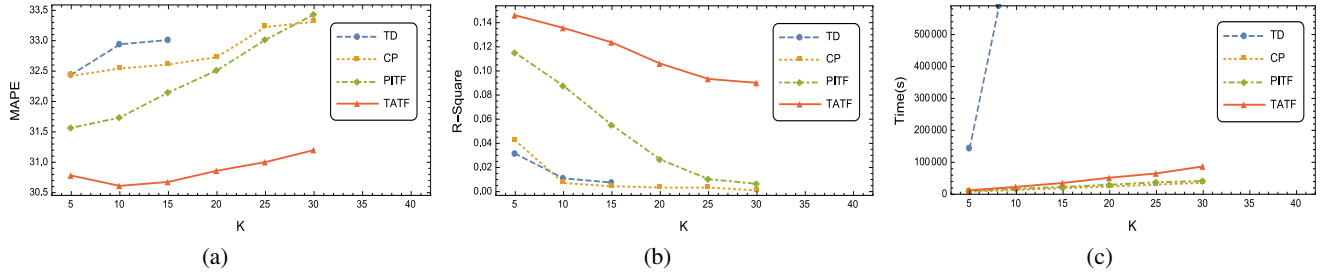 33,5
33,0
32,5
32,0
31,5
31,0
30,5
MAPE
5 10 15 20 25 30 35 40
K
TD
CP
PITF
TATF
(a)
0.14
0.12
0.10
0.08
0.06
0.04
0.02
0.00
R-Square
5 10 15 20 25 30 35 40
K
TD
CP
PITF
TATF
(b)
500 000
400 000
300 000
200 000
100 000
0
Time(s)
5 10 15 20 25 30 35 40
K
TD
CP
PITF
TATF
(c)